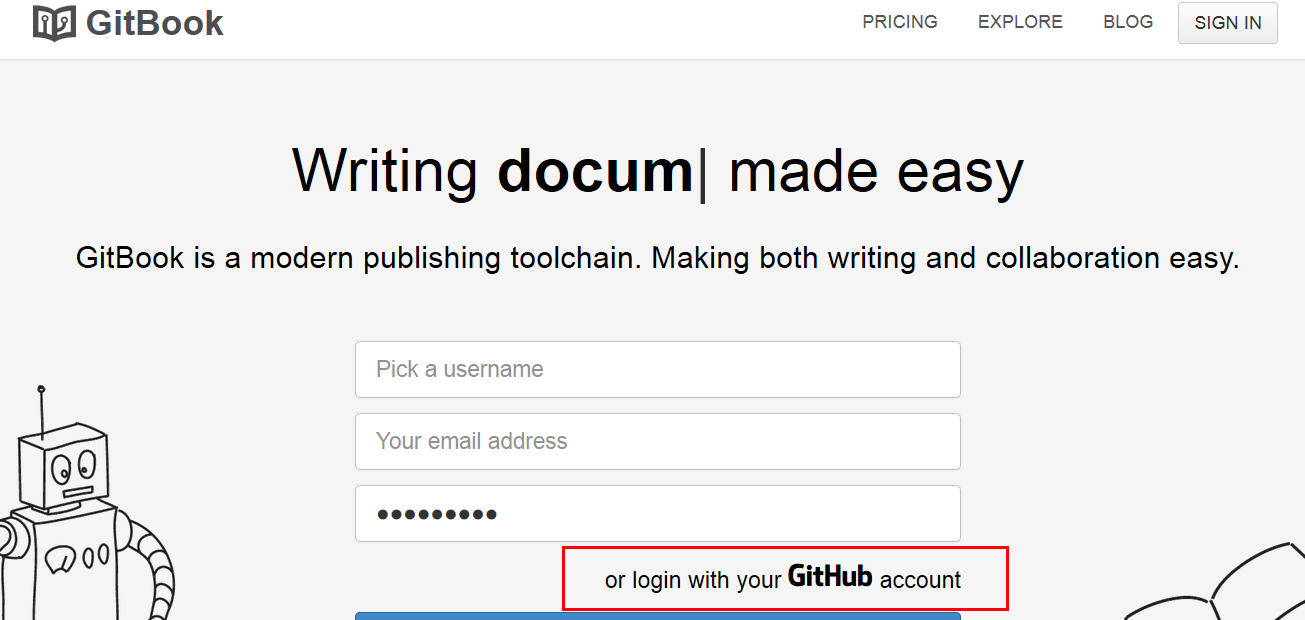 GitBook PRICING EXPLORE BLOG SIGN IN
Writing docum| made easy
GitBook is a modern publishing toolchain. Making both writing and collaboration easy.
Pick a username
Your email address
•••••••••
or login with your GitHub account